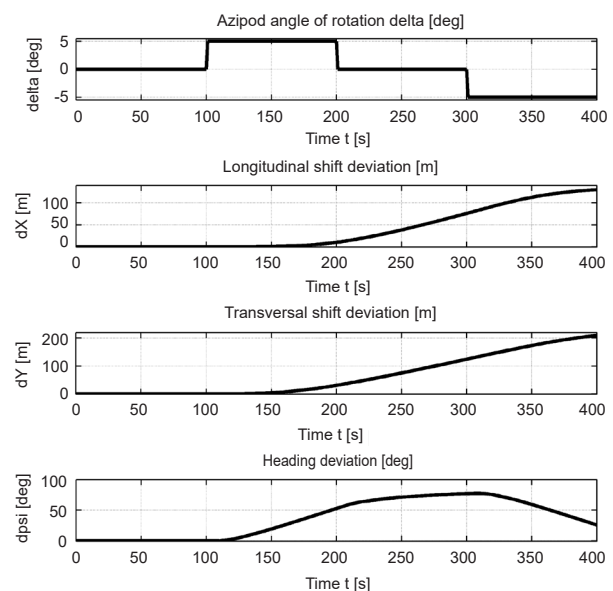 Azipod angle of rotation delta [deg]
delta [deg]
5
0
-5
0 50 100 150 200 250 300 350 400
Time t [s]
Longitudinal shift deviation [m]
dX [m]
100
50
0
0 50 100 150 200 250 300 350 400
Time t [s]
Transversal shift deviation [m]
dY [m]
200
100
0
0 50 100 150 200 250 300 350 400
Time t [s]
Heading deviation [deg]
dpsi [deg]
100
50
0
0 50 100 150 200 250 300 350 400
Time t [s]